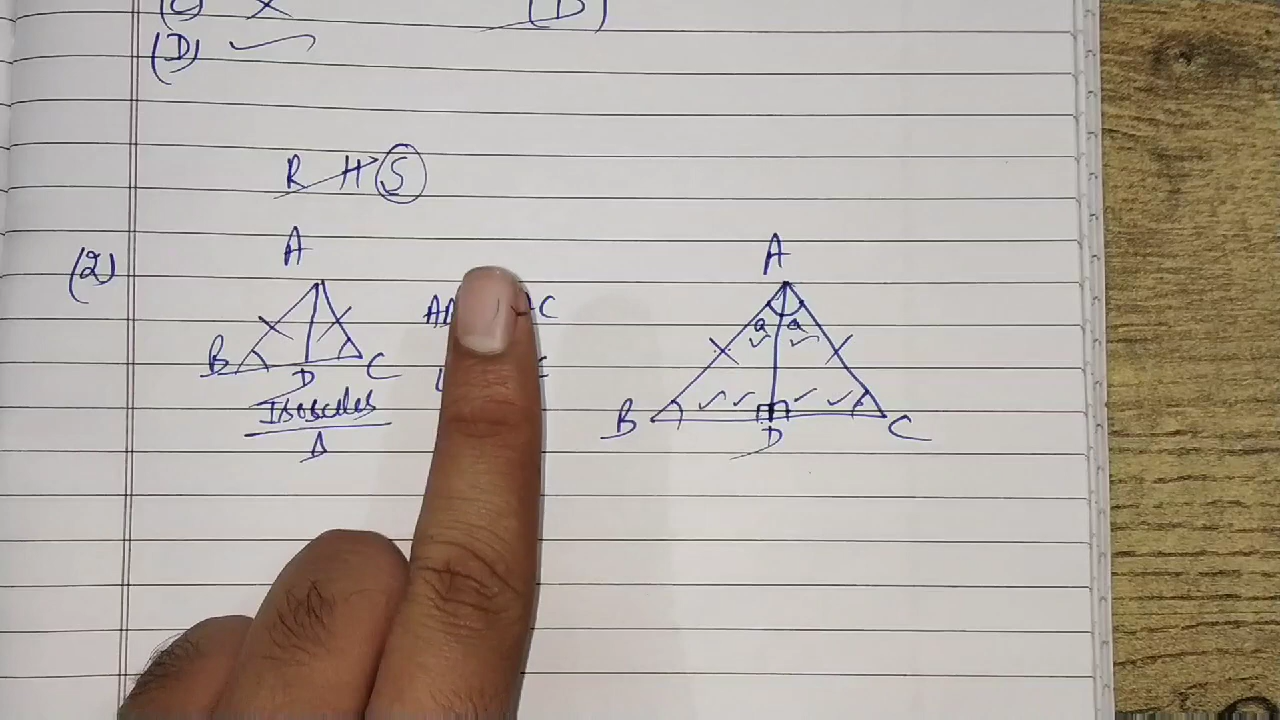 (C) × (D)
(D) ✓
R H S
(2)
A
B D C
Isosceles
Δ
A
a a
B D C